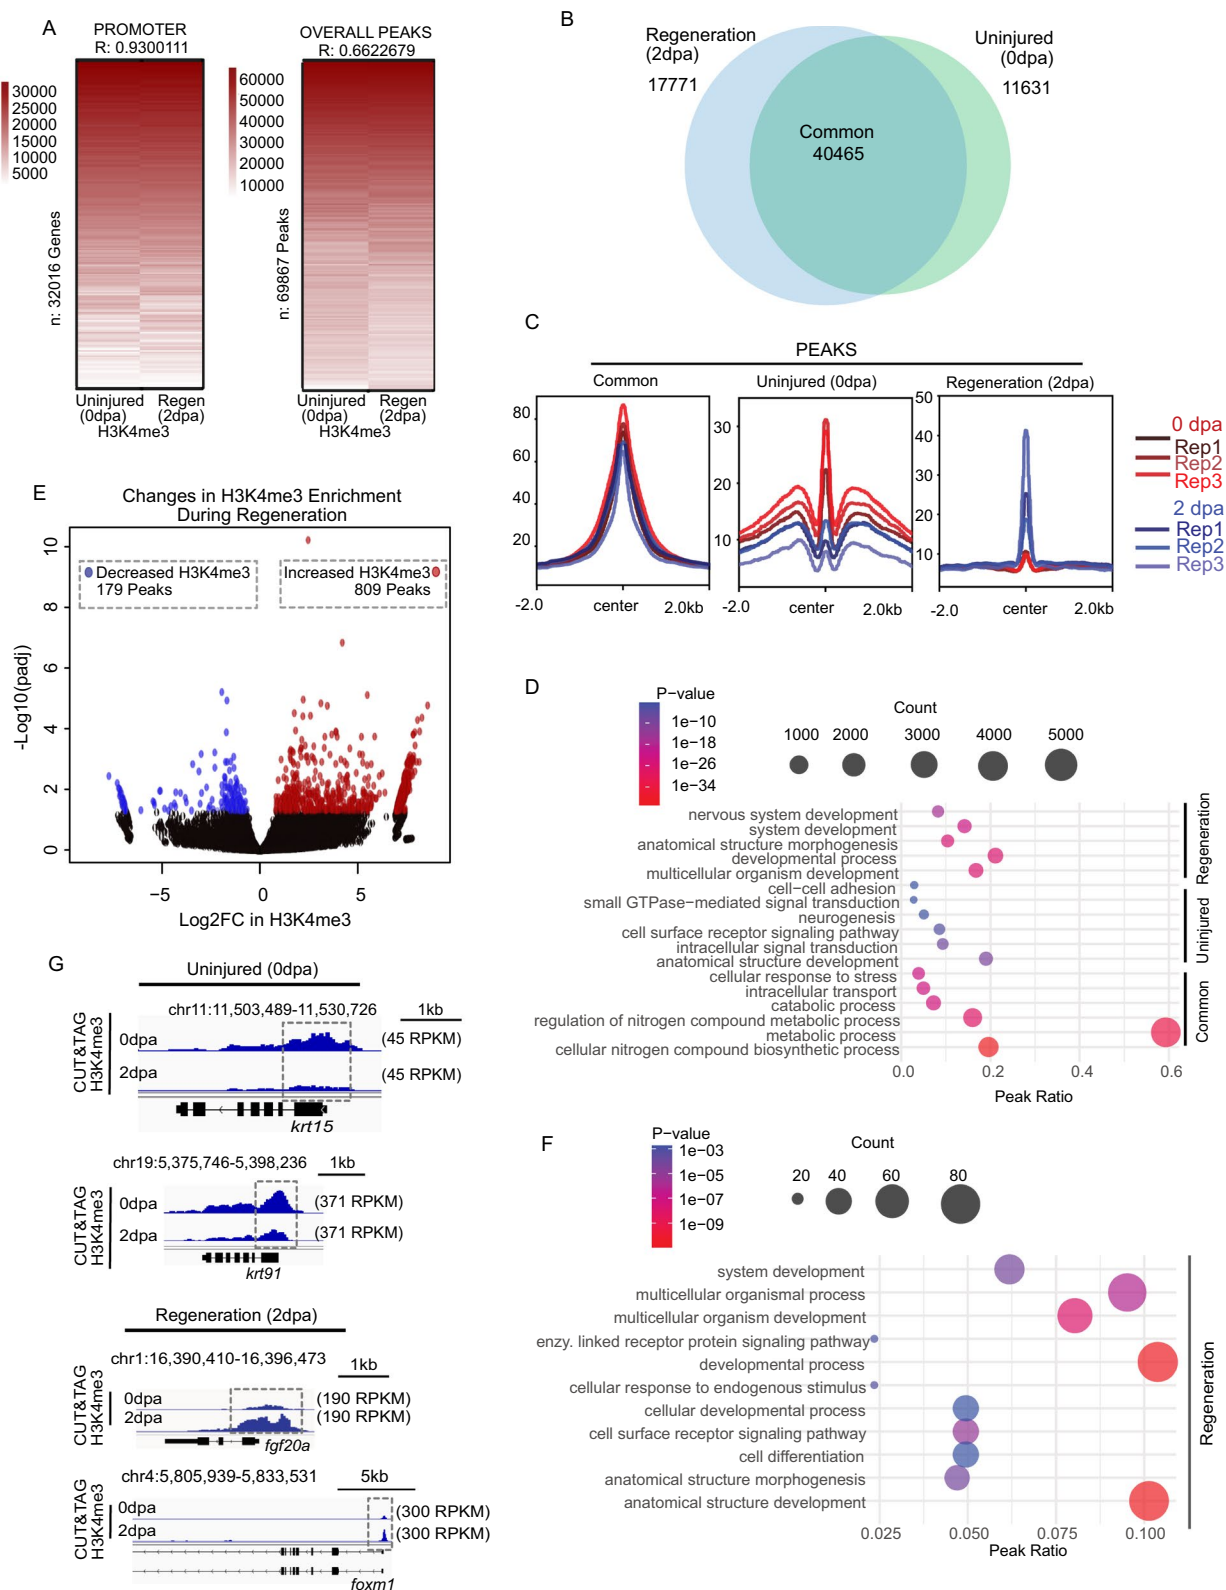 A
PROMOTER
R: 0.9300111
OVERALL PEAKS
R: 0.6622679
30000
25000
20000
15000
10000
5000
60000
50000
40000
30000
20000
10000
n: 32016 Genes
n: 69867 Peaks
Uninjured (0dpa)
Regen (2dpa)
H3K4me3
Uninjured (0dpa)
Regen (2dpa)
H3K4me3
B
Regeneration (2dpa)
17771
Uninjured (0dpa)
11631
Common
40465
C
PEAKS
Common
Uninjured (0dpa)
Regeneration (2dpa)
80
60
40
20
30
20
10
50
40
30
20
10
-2.0 center 2.0kb
-2.0 center 2.0kb
-2.0 center 2.0kb
0 dpa
Rep1
Rep2
Rep3
2 dpa
Rep1
Rep2
Rep3
E
Changes in H3K4me3 Enrichment
During Regeneration
Decreased H3K4me3
179 Peaks
Increased H3K4me3
809 Peaks
-Log10(padj)
10
8
6
4
2
0
−5 0 5
Log2FC in H3K4me3
D
P−value
1e−10
1e−18
1e−26
1e−34
Count
1000 2000 3000 4000 5000
nervous system development
system development
anatomical structure morphogenesis
developmental process
multicellular organism development
cell−cell adhesion
small GTPase−mediated signal transduction
neurogenesis
cell surface receptor signaling pathway
intracellular signal transduction
anatomical structure development
cellular response to stress
intracellular transport
catabolic process
regulation of nitrogen compound metabolic process
metabolic process
cellular nitrogen compound biosynthetic process
Regeneration
Uninjured
Common
0.0 0.2 0.4 0.6
Peak Ratio
G
Uninjured (0dpa)
chr11:11,503,489-11,530,726
1kb
CUT&TAG
H3K4me3
0dpa
(45 RPKM)
2dpa
(45 RPKM)
krt15
chr19:5,375,746-5,398,236
1kb
CUT&TAG
H3K4me3
0dpa
(371 RPKM)
2dpa
(371 RPKM)
krt91
Regeneration (2dpa)
chr1:16,390,410-16,396,473
1kb
CUT&TAG
H3K4me3
0dpa
(190 RPKM)
2dpa
(190 RPKM)
fgf20a
chr4:5,805,939-5,833,531
5kb
CUT&TAG
H3K4me3
0dpa
(300 RPKM)
2dpa
(300 RPKM)
foxm1
F
P−value
1e−03
1e−05
1e−07
1e−09
Count
20 40 60 80
system development
multicellular organismal process
multicellular organism development
enzy. linked receptor protein signaling pathway
developmental process
cellular response to endogenous stimulus
cellular developmental process
cell surface receptor signaling pathway
cell differentiation
anatomical structure morphogenesis
anatomical structure development
Regeneration
0.025 0.050 0.075 0.100
Peak Ratio